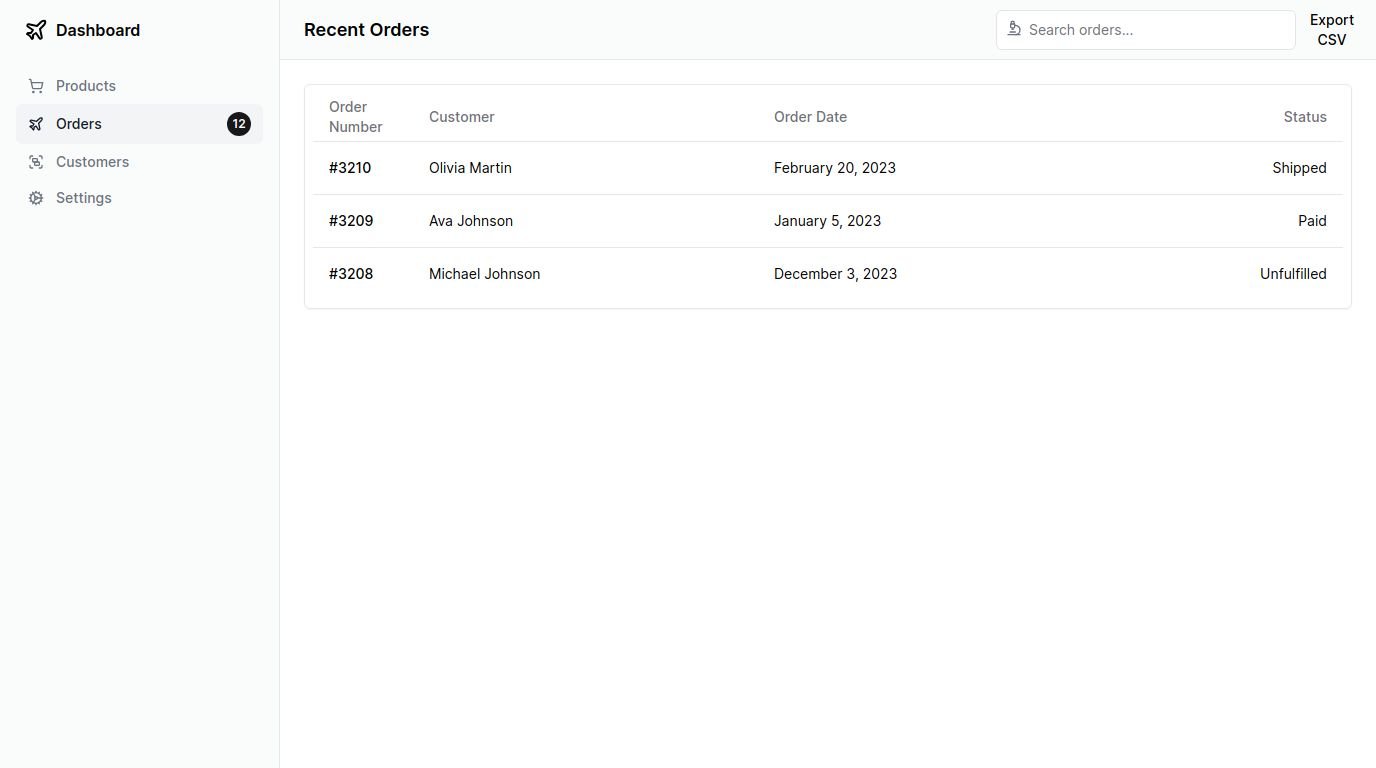 Dashboard
Products
Orders 12
Customers
Settings
Recent Orders
Search orders...
Export
CSV
Order
Number
Customer
Order Date
Status
#3210 Olivia Martin February 20, 2023 Shipped
#3209 Ava Johnson January 5, 2023 Paid
#3208 Michael Johnson December 3, 2023 Unfulfilled